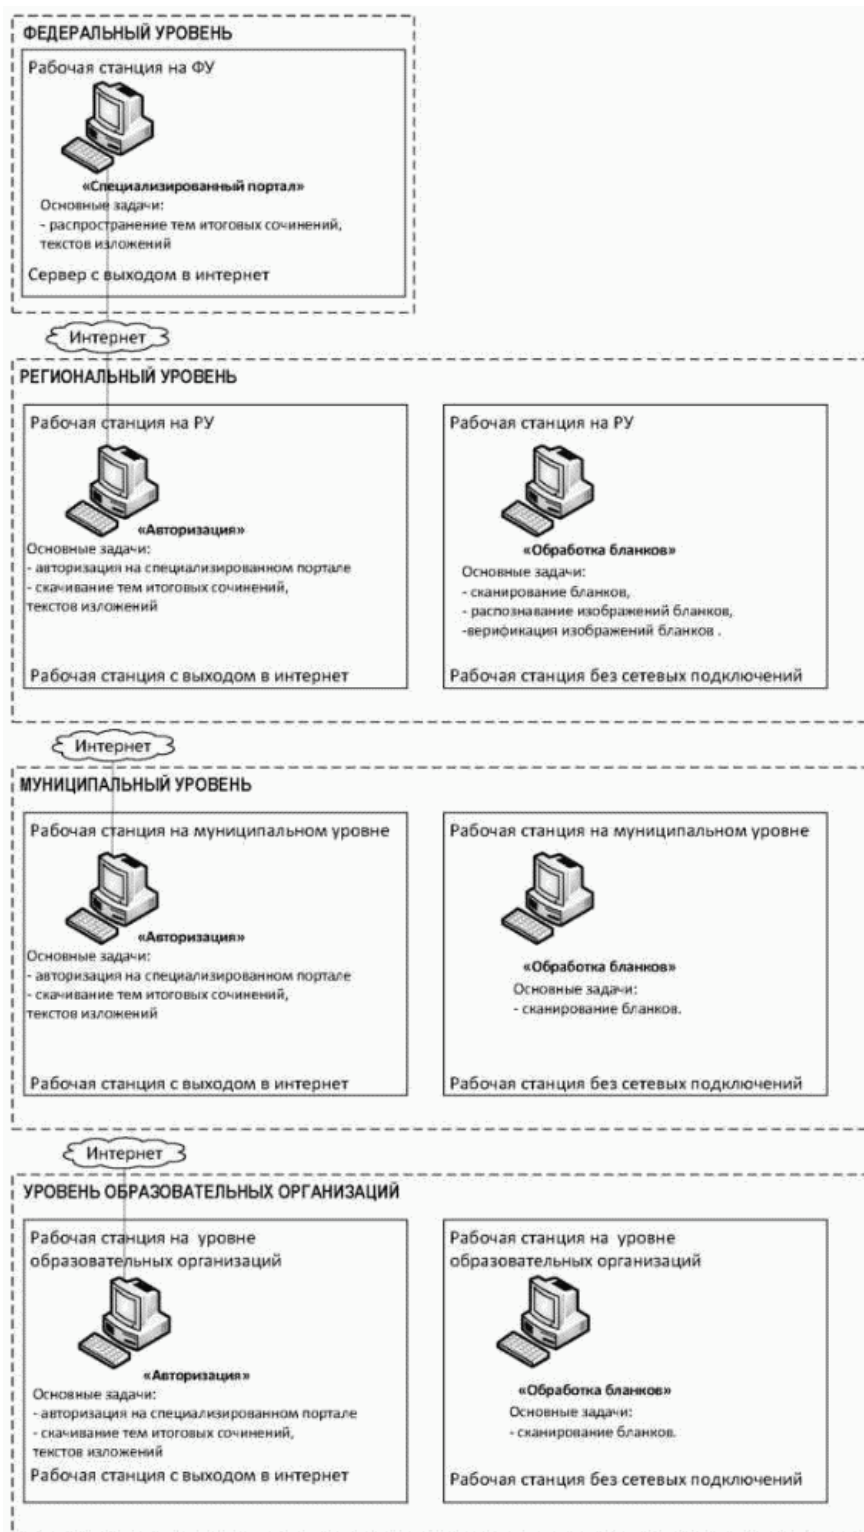 ФЕДЕРАЛЬНЫЙ УРОВЕНЬ
Рабочая станция на ФУ
«Специализированный портал»
Основные задачи:
- распространение тем итоговых сочинений,
текстов изложений
Сервер с выходом в интернет
Интернет
РЕГИОНАЛЬНЫЙ УРОВЕНЬ
Рабочая станция на РУ
«Авторизация»
Основные задачи:
- авторизация на специализированном портале
- скачивание тем итоговых сочинений,
текстов изложений
Рабочая станция с выходом в интернет
Рабочая станция на РУ
«Обработка бланков»
Основные задачи:
- сканирование бланков,
- распознавание изображений бланков,
-верификация изображений бланков .
Рабочая станция без сетевых подключений
Интернет
МУНИЦИПАЛЬНЫЙ УРОВЕНЬ
Рабочая станция на муниципальном уровне
«Авторизация»
Основные задачи:
- авторизация на специализированном портале
- скачивание тем итоговых сочинений,
текстов изложений
Рабочая станция с выходом в интернет
Рабочая станция на муниципальном уровне
«Обработка бланков»
Основные задачи:
- сканирование бланков.
Рабочая станция без сетевых подключений
Интернет
УРОВЕНЬ ОБРАЗОВАТЕЛЬНЫХ ОРГАНИЗАЦИЙ
Рабочая станция на уровне
образовательных организаций
«Авторизация»
Основные задачи:
- авторизация на специализированном портале
- скачивание тем итоговых сочинений,
текстов изложений
Рабочая станция с выходом в интернет
Рабочая станция на уровне
образовательных организаций
«Обработка бланков»
Основные задачи:
- сканирование бланков.
Рабочая станция без сетевых подключений